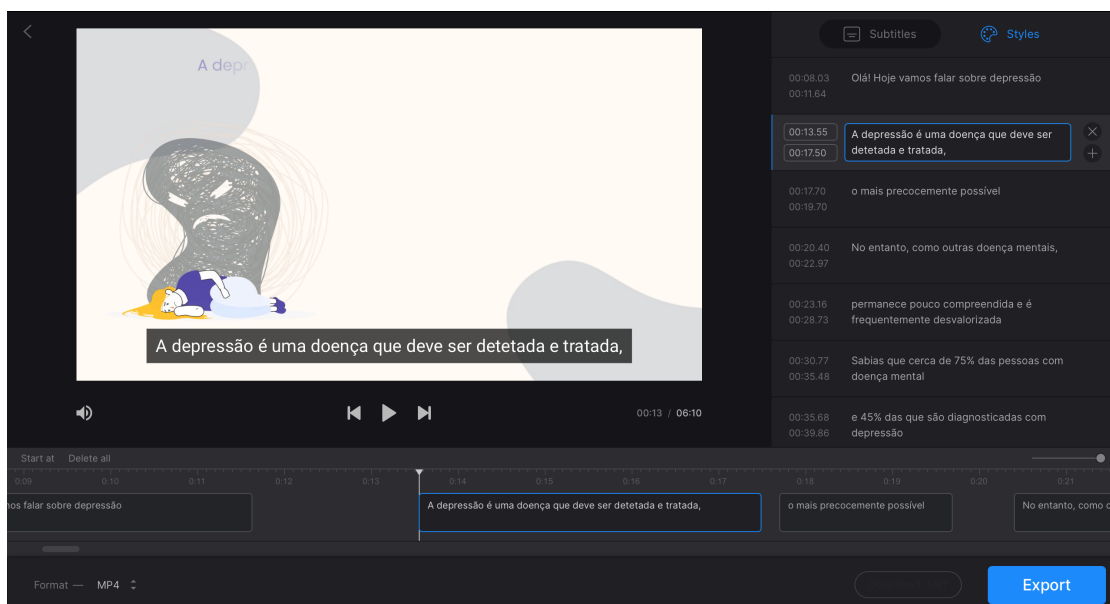 Subtitles
Styles
A depr
00:08.03
00:11.64
Olá! Hoje vamos falar sobre depressão
00:13.55
00:17.50
A depressão é uma doença que deve ser
detetada e tratada,
00:17.70
00:19.70
o mais precocemente possível
00:20.40
00:22.97
No entanto, como outras doença mentais,
00:23.16
00:28.73
permanece pouco compreendida e é
frequentemente desvalorizada
00:30.77
00:35.48
Sabias que cerca de 75% das pessoas com
doença mental
00:35.68
00:39.86
e 45% das que são diagnosticadas com
depressão
A depressão é uma doença que deve ser detetada e tratada,
00:13 / 06:10
Start at Delete all
0:09 0:10 0:11 0:12 0:13 0:14 0:15 0:16 0:17 0:18 0:19 0:20 0:21
nos falar sobre depressão
A depressão é uma doença que deve ser detetada e tratada,
o mais precocemente possível
No entanto, como o
Format — MP4
Export